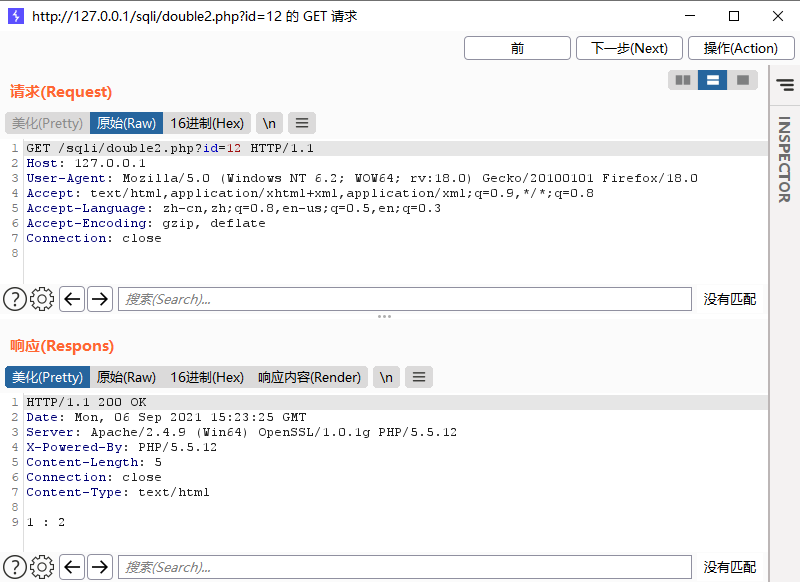 http://127.0.0.1/sqli/double2.php?id=12 的 GET 请求
前 下一步(Next) 操作(Action)
请求(Request)
美化(Pretty) 原始(Raw) 16进制(Hex) \n
1 GET /sqli/double2.php?id=12 HTTP/1.1
2 Host: 127.0.0.1
3 User-Agent: Mozilla/5.0 (Windows NT 6.2; WOW64; rv:18.0) Gecko/20100101 Firefox/18.0
4 Accept: text/html,application/xhtml+xml,application/xml;q=0.9,*/*;q=0.8
5 Accept-Language: zh-cn,zh;q=0.8,en-us;q=0.5,en;q=0.3
6 Accept-Encoding: gzip, deflate
7 Connection: close
8
搜索(Search)... 没有匹配
响应(Respons)
美化(Pretty) 原始(Raw) 16进制(Hex) 响应内容(Render) \n
1 HTTP/1.1 200 OK
2 Date: Mon, 06 Sep 2021 15:23:25 GMT
3 Server: Apache/2.4.9 (Win64) OpenSSL/1.0.1g PHP/5.5.12
4 X-Powered-By: PHP/5.5.12
5 Content-Length: 5
6 Connection: close
7 Content-Type: text/html
8
9 1 : 2
搜索(Search)... 没有匹配
INSPECTOR